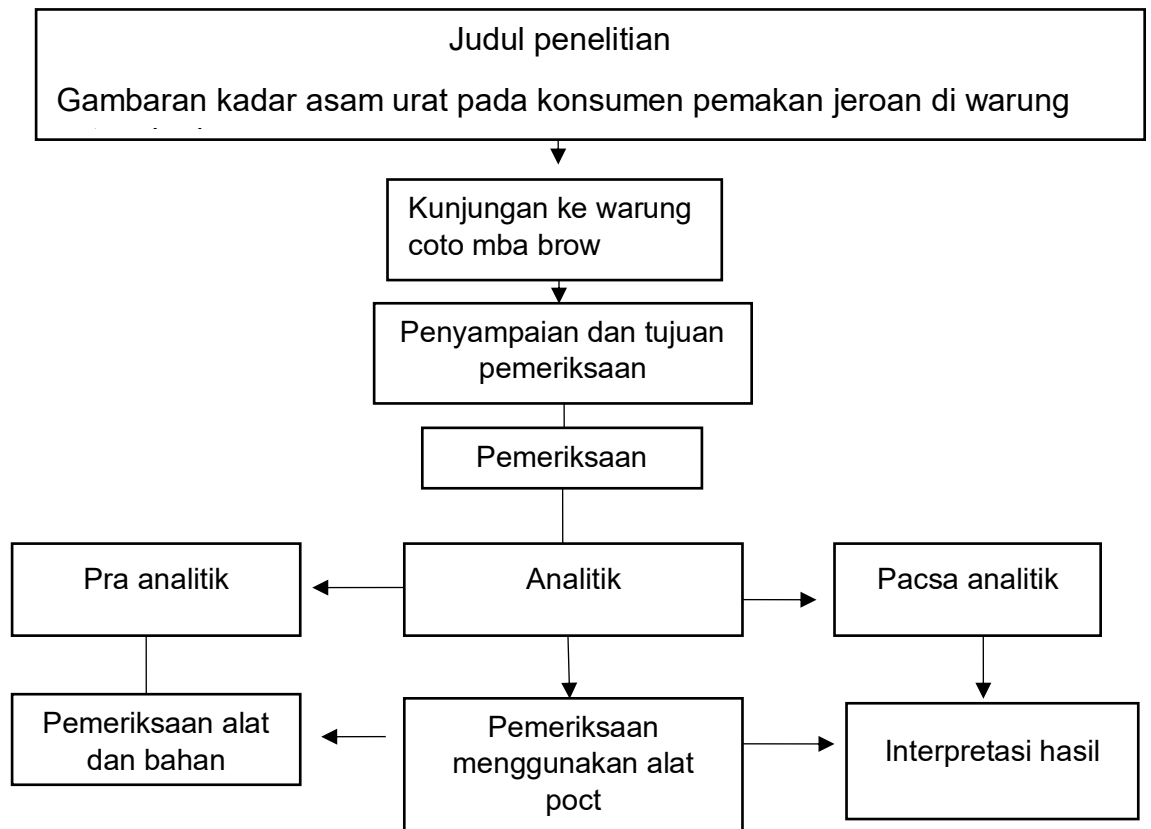 Judul penelitian
Gambaran kadar asam urat pada konsumen pemakan jeroan di warung
Kunjungan ke warung
coto mba brow
Penyampaian dan tujuan
pemeriksaan
Pemeriksaan
Pra analitik
Analitik
Pacsa analitik
Pemeriksaan alat
dan bahan
Pemeriksaan
menggunakan alat
poct
Interpretasi hasil